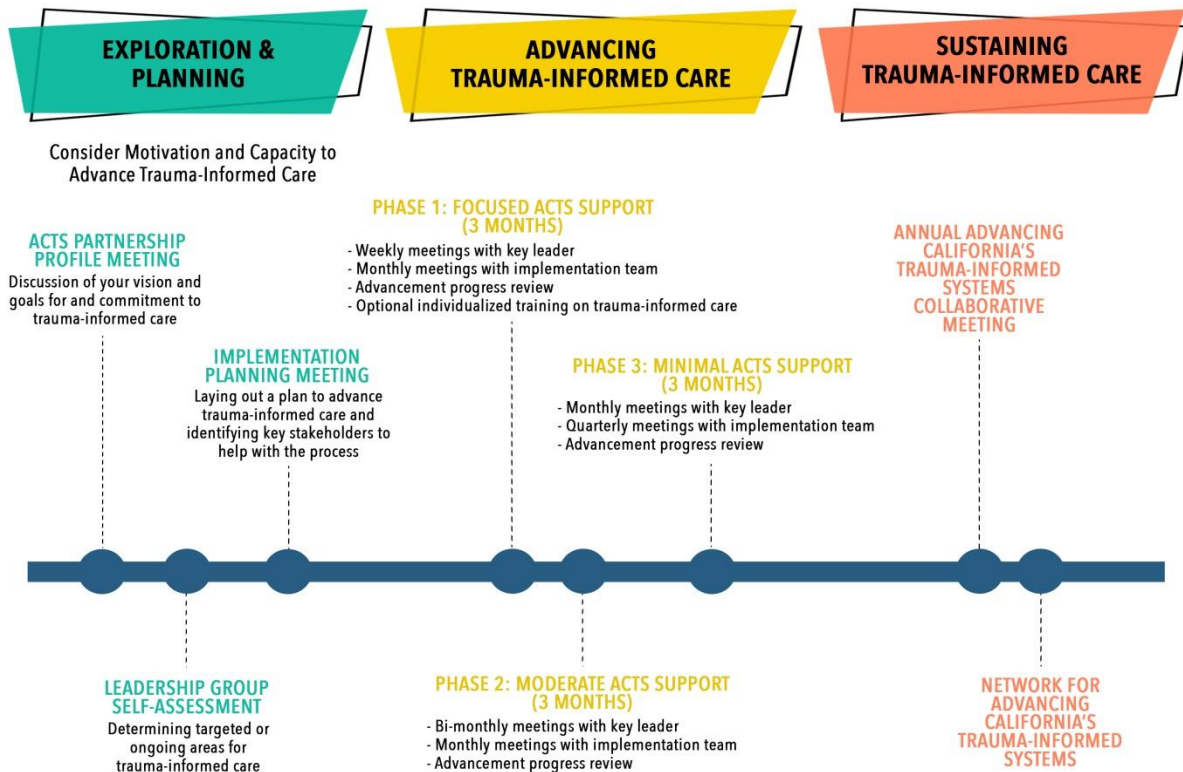 EXPLORATION &
PLANNING
ADVANCING
TRAUMA-INFORMED CARE
SUSTAINING
TRAUMA-INFORMED CARE
Consider Motivation and Capacity to
Advance Trauma-Informed Care
ACTS PARTNERSHIP
PROFILE MEETING
Discussion of your vision and
goals for and commitment to
trauma-informed care
LEADERSHIP GROUP
SELF-ASSESSMENT
Determining targeted or
ongoing areas for
trauma-informed care
IMPLEMENTATION
PLANNING MEETING
Laying out a plan to advance
trauma-informed care and
identifying key stakeholders to
help with the process
PHASE 1: FOCUSED ACTS SUPPORT
(3 MONTHS)
- Weekly meetings with key leader
- Monthly meetings with implementation team
- Advancement progress review
- Optional individualized training on trauma-informed care
PHASE 2: MODERATE ACTS SUPPORT
(3 MONTHS)
- Bi-monthly meetings with key leader
- Monthly meetings with implementation team
- Advancement progress review
PHASE 3: MINIMAL ACTS SUPPORT
(3 MONTHS)
- Monthly meetings with key leader
- Quarterly meetings with implementation team
- Advancement progress review
ANNUAL ADVANCING
CALIFORNIA'S
TRAUMA-INFORMED
SYSTEMS
COLLABORATIVE
MEETING
NETWORK FOR
ADVANCING
CALIFORNIA'S
TRAUMA-INFORMED
SYSTEMS